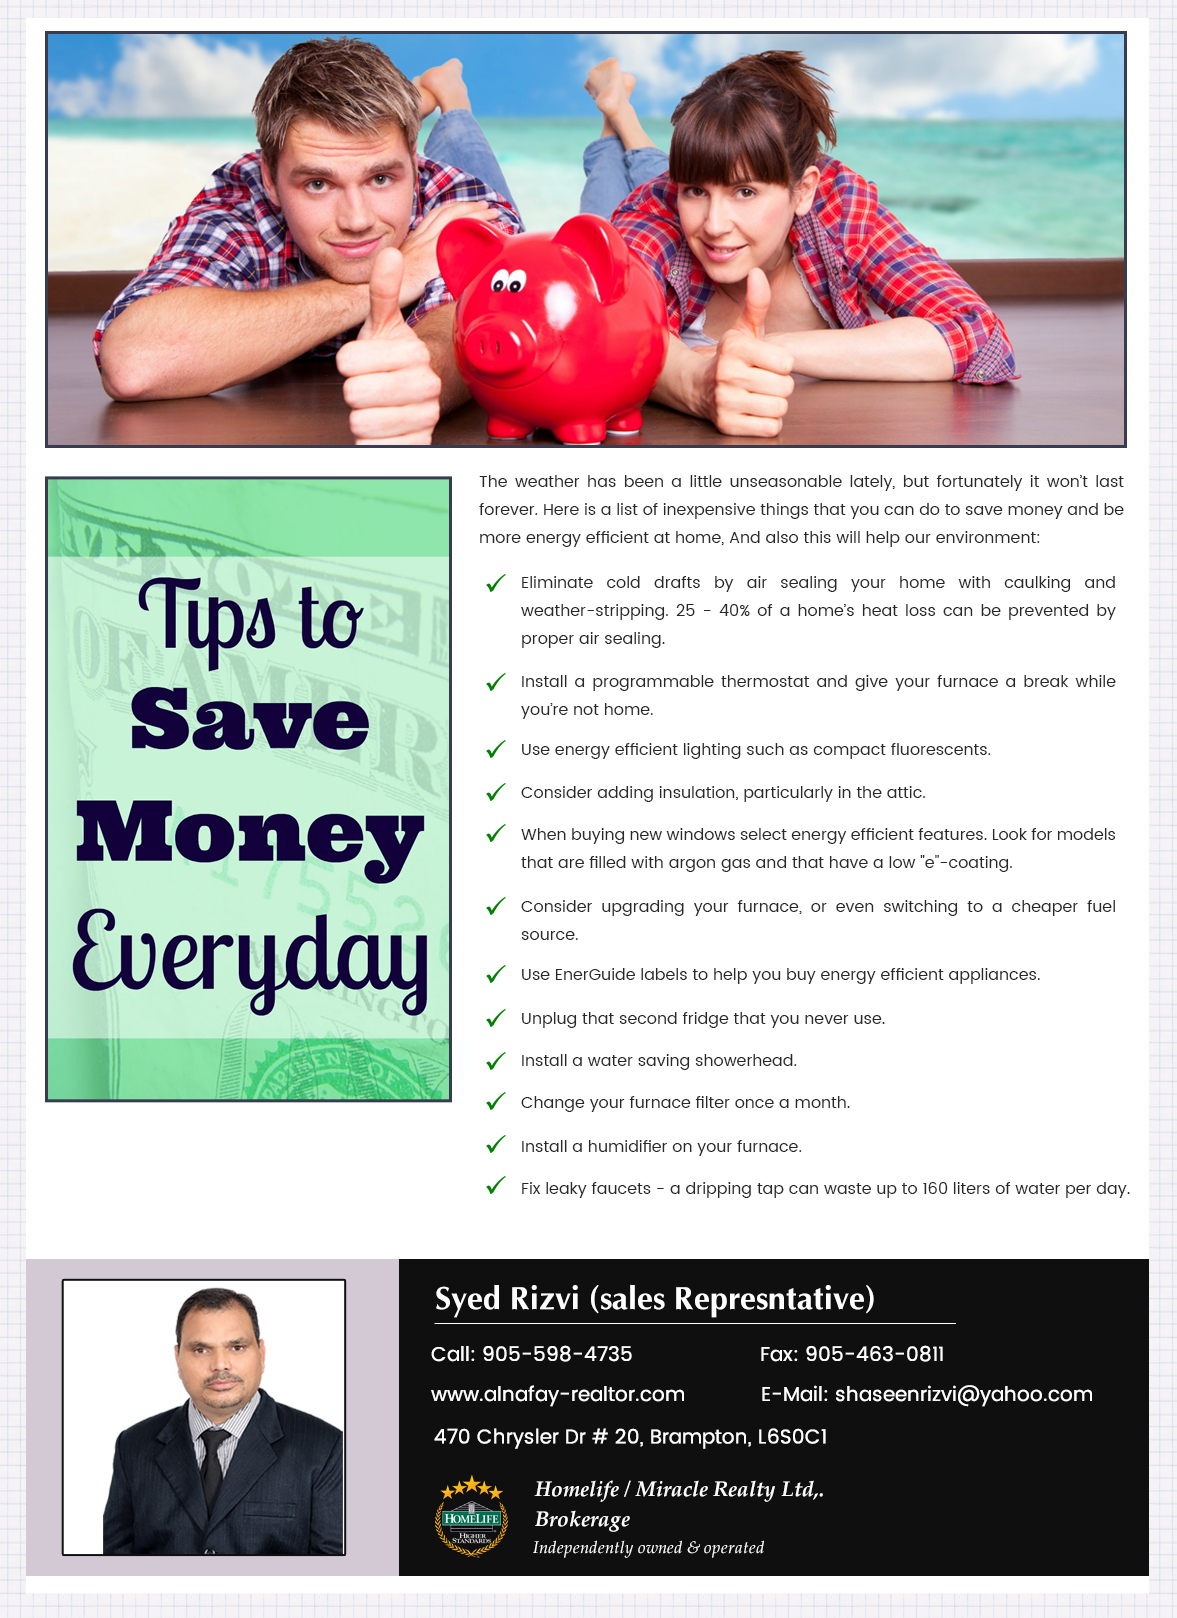 Tips to
Save
Money
Everyday
The weather has been a little unseasonable lately, but fortunately it won't last
forever. Here is a list of inexpensive things that you can do to save money and be
more energy efficient at home, And also this will help our environment:
Eliminate cold drafts by air sealing your home with caulking and
weather-stripping. 25 - 40% of a home's heat loss can be prevented by
proper air sealing.
Install a programmable thermostat and give your furnace a break while
you're not home.
Use energy efficient lighting such as compact fluorescents.
Consider adding insulation, particularly in the attic.
When buying new windows select energy efficient features. Look for models
that are filled with argon gas and that have a low "e"-coating.
Consider upgrading your furnace, or even switching to a cheaper fuel
source.
Use EnerGuide labels to help you buy energy efficient appliances.
Unplug that second fridge that you never use.
Install a water saving showerhead.
Change your furnace filter once a month.
Install a humidifier on your furnace.
Fix leaky faucets - a dripping tap can waste up to 160 liters of water per day.
Syed Rizvi (sales Represntative)
Call: 905-598-4735 Fax: 905-463-0811
www.alnafay-realtor.com E-Mail: shaseenrizvi@yahoo.com
470 Chrysler Dr # 20, Brampton, L6S0C1
HOMELIFE
HIGHER
STANDARDS
Homelife / Miracle Realty Ltd,.
Brokerage
Independently owned & operated